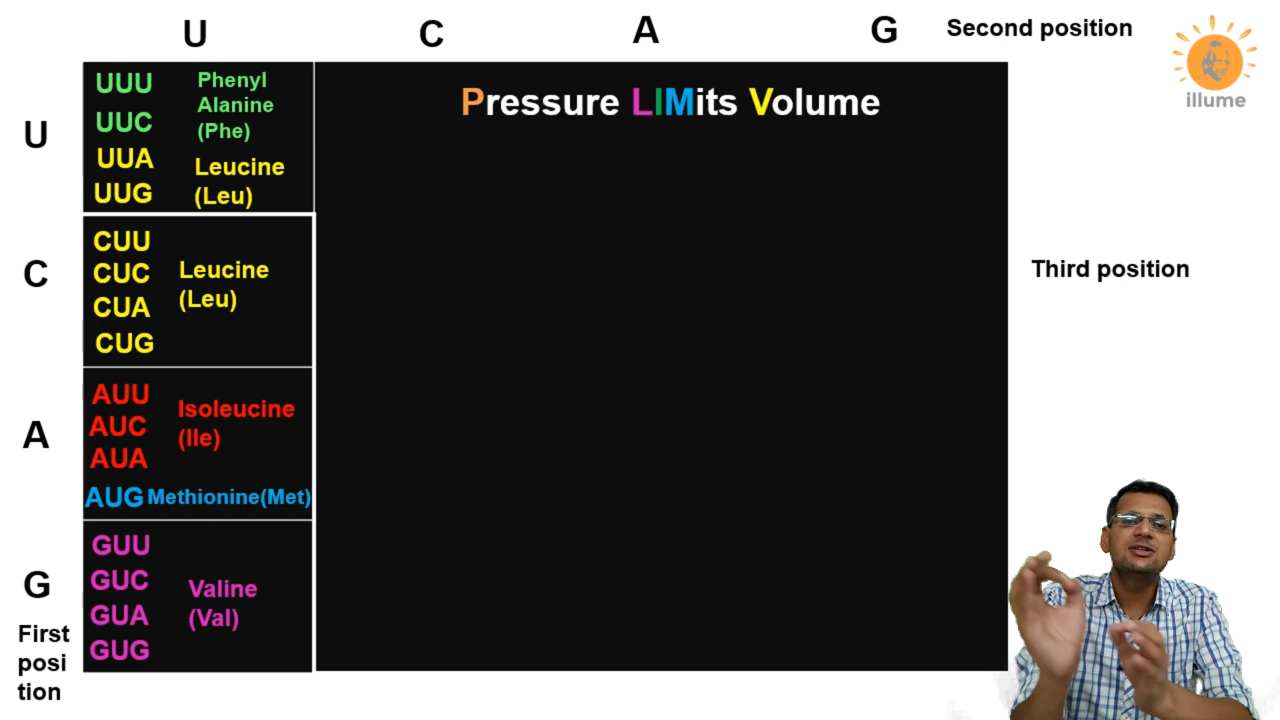 U C A G Second position
illume
Pressure LIMits Volume
U
UUU
UUC
Phenyl
Alanine
(Phe)
UUA
UUG
Leucine
(Leu)
C
CUU
CUC
CUA
CUG
Leucine
(Leu)
Third position
A
AUU
AUC
AUA
Isoleucine
(Ile)
AUG Methionine(Met)
G
GUU
GUC
GUA
GUG
Valine
(Val)
First
posi
tion